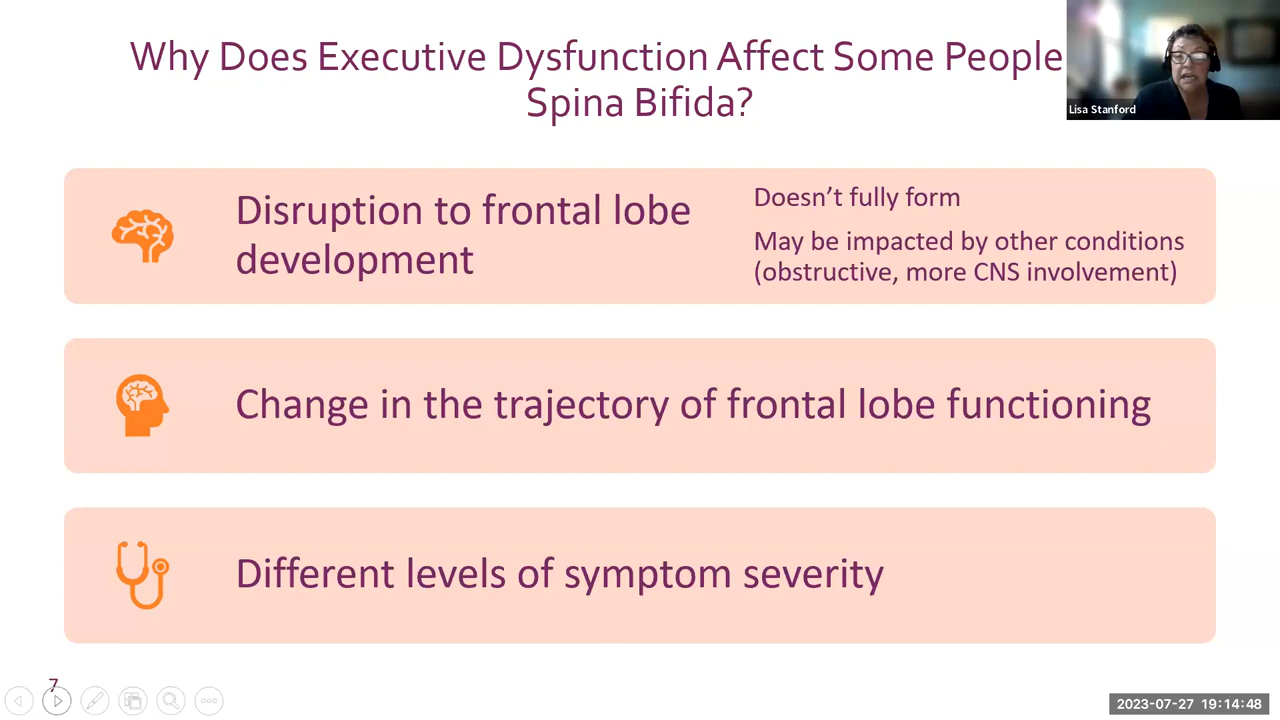 Why Does Executive Dysfunction Affect Some People
Spina Bifida?
Lisa Stanford
Disruption to frontal lobe
development
Doesn’t fully form
May be impacted by other conditions
(obstructive, more CNS involvement)
Change in the trajectory of frontal lobe functioning
Different levels of symptom severity
7
2023-07-27 19:14:48